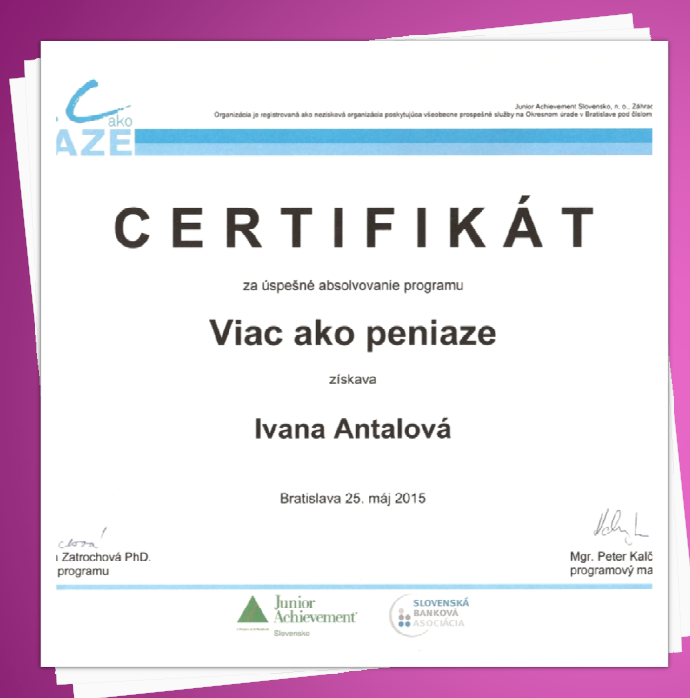 ako
AZE
Junior Achievement Slovensko, n. o., Záhrad
Organizácia je registrovaná ako nezisková organizácia poskytujúca všeobecne prospešné služby na Okresnom úrade v Bratislave pod číslom
CERTIFIKÁT
za úspešné absolvovanie programu
Viac ako peniaze
získava
Ivana Antalová
Bratislava 25. máj 2015
Zatrochová PhD.
programu
Mgr. Peter Kalč
programový ma
Junior
Achievement
Slovensko
SLOVENSKÁ
BANKOVÁ
ASOCIÁCIA